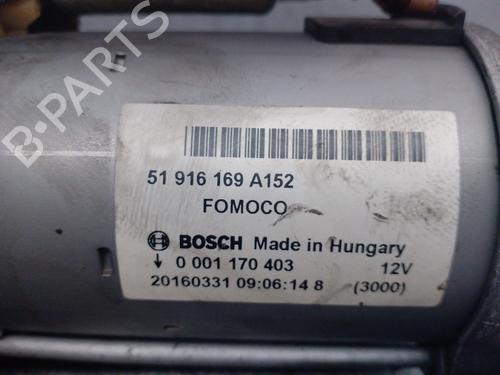 B-PARTS
51 916 169 A152
FOMOCO
BOSCH Made in Hungary
0 001 170 403 12V
20160331 09:06:14 8 (3000)